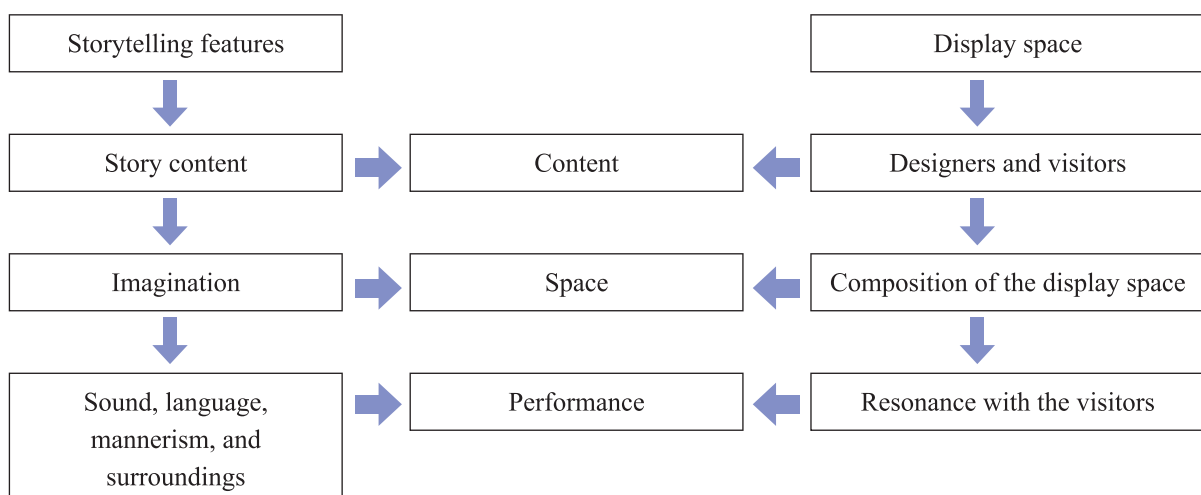 Storytelling features
Display space
Story content
Content
Designers and visitors
Imagination
Space
Composition of the display space
Sound, language,
mannerism, and
surroundings
Performance
Resonance with the visitors